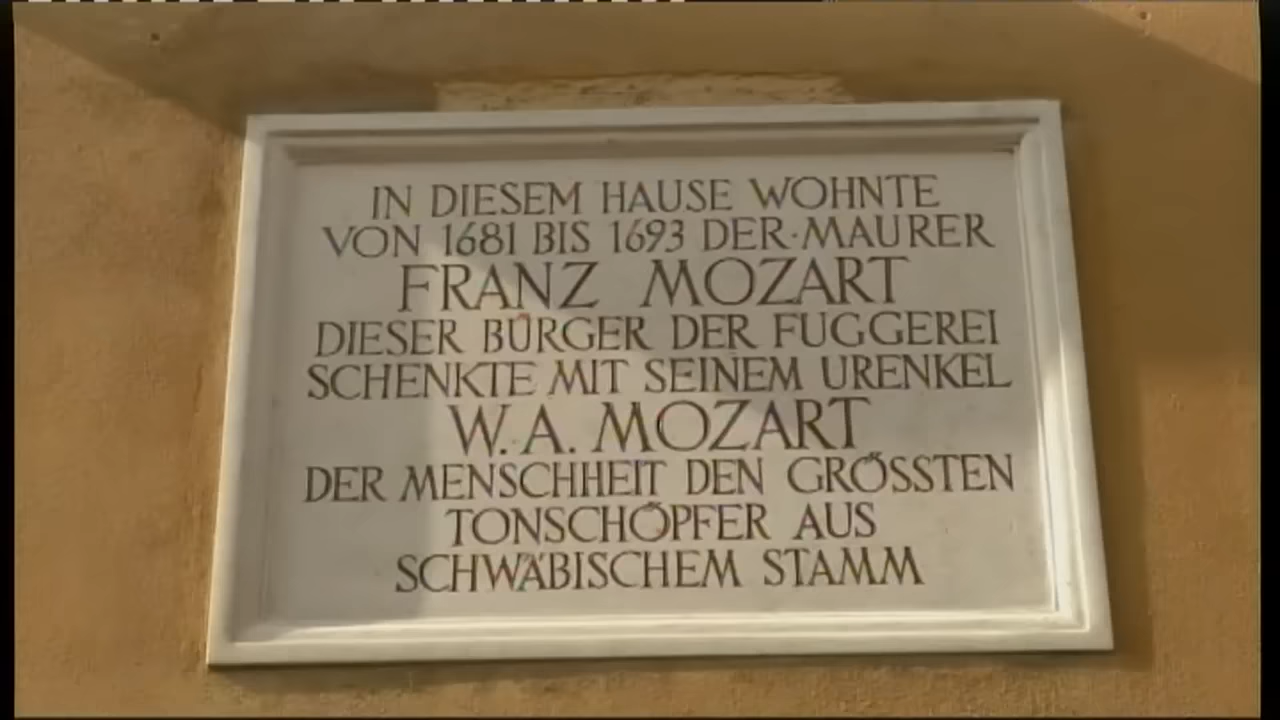 IN DIESEM HAUSE WOHNTE
VON 1681 BIS 1693 DER·MAURER
FRANZ MOZART
DIESER BÜRGER DER FUGGEREI
SCHENKTE MIT SEINEM URENKEL
W. A. MOZART
DER MENSCHHEIT DEN GRÖSSTEN
TONSCHÖPFER AUS
SCHWÄBISCHEM STAMM